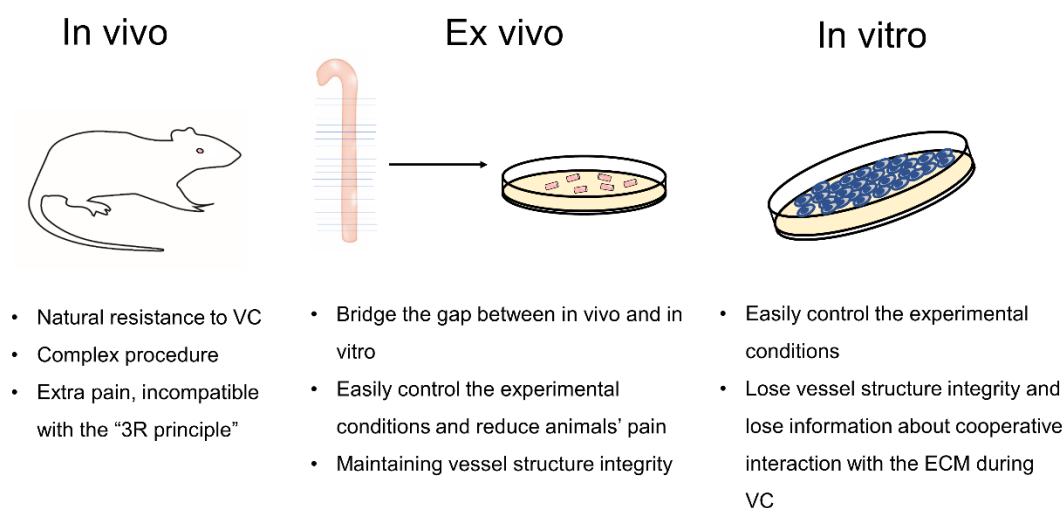 In vivo
Ex vivo
In vitro
• Natural resistance to VC
• Complex procedure
• Extra pain, incompatible
with the “3R principle”
• Bridge the gap between in vivo and in
vitro
• Easily control the experimental
conditions and reduce animals’ pain
• Maintaining vessel structure integrity
• Easily control the experimental
conditions
• Lose vessel structure integrity and
lose information about cooperative
interaction with the ECM during
VC